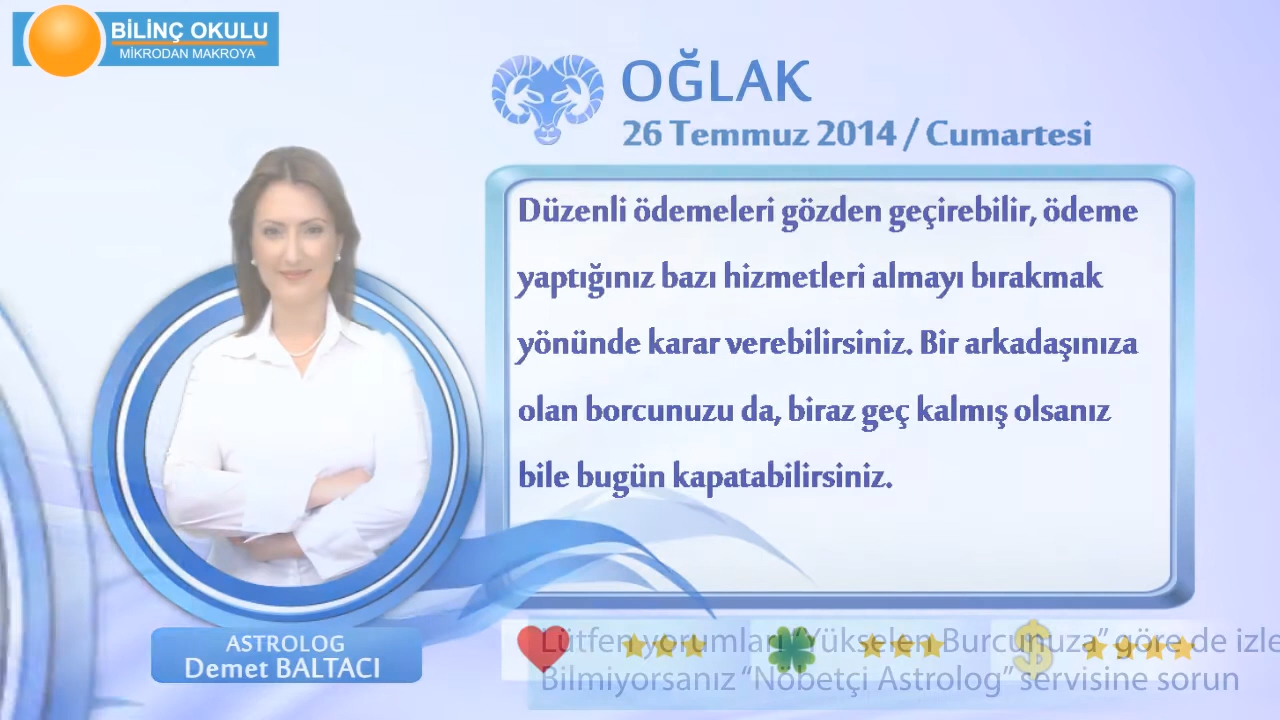 BİLİNÇ OKULU
MİKRODAN MAKROYA
OĞLAK
26 Temmuz 2014 / Cumartesi
Düzenli ödemeleri gözden geçirebilir, ödeme
yaptığınız bazı hizmetleri almayı bırakmak
yönünde karar verebilirsiniz. Bir arkadaşınıza
olan borcunuzu da, biraz geç kalmış olsanız
bile bugün kapatabilirsiniz.
ASTROLOG
Demet BALTACI
Lütfen yorumları "Yükselen Burcunuza" göre de izle
Bilmiyorsanız "Nöbetçi Astrolog" servisine sorun